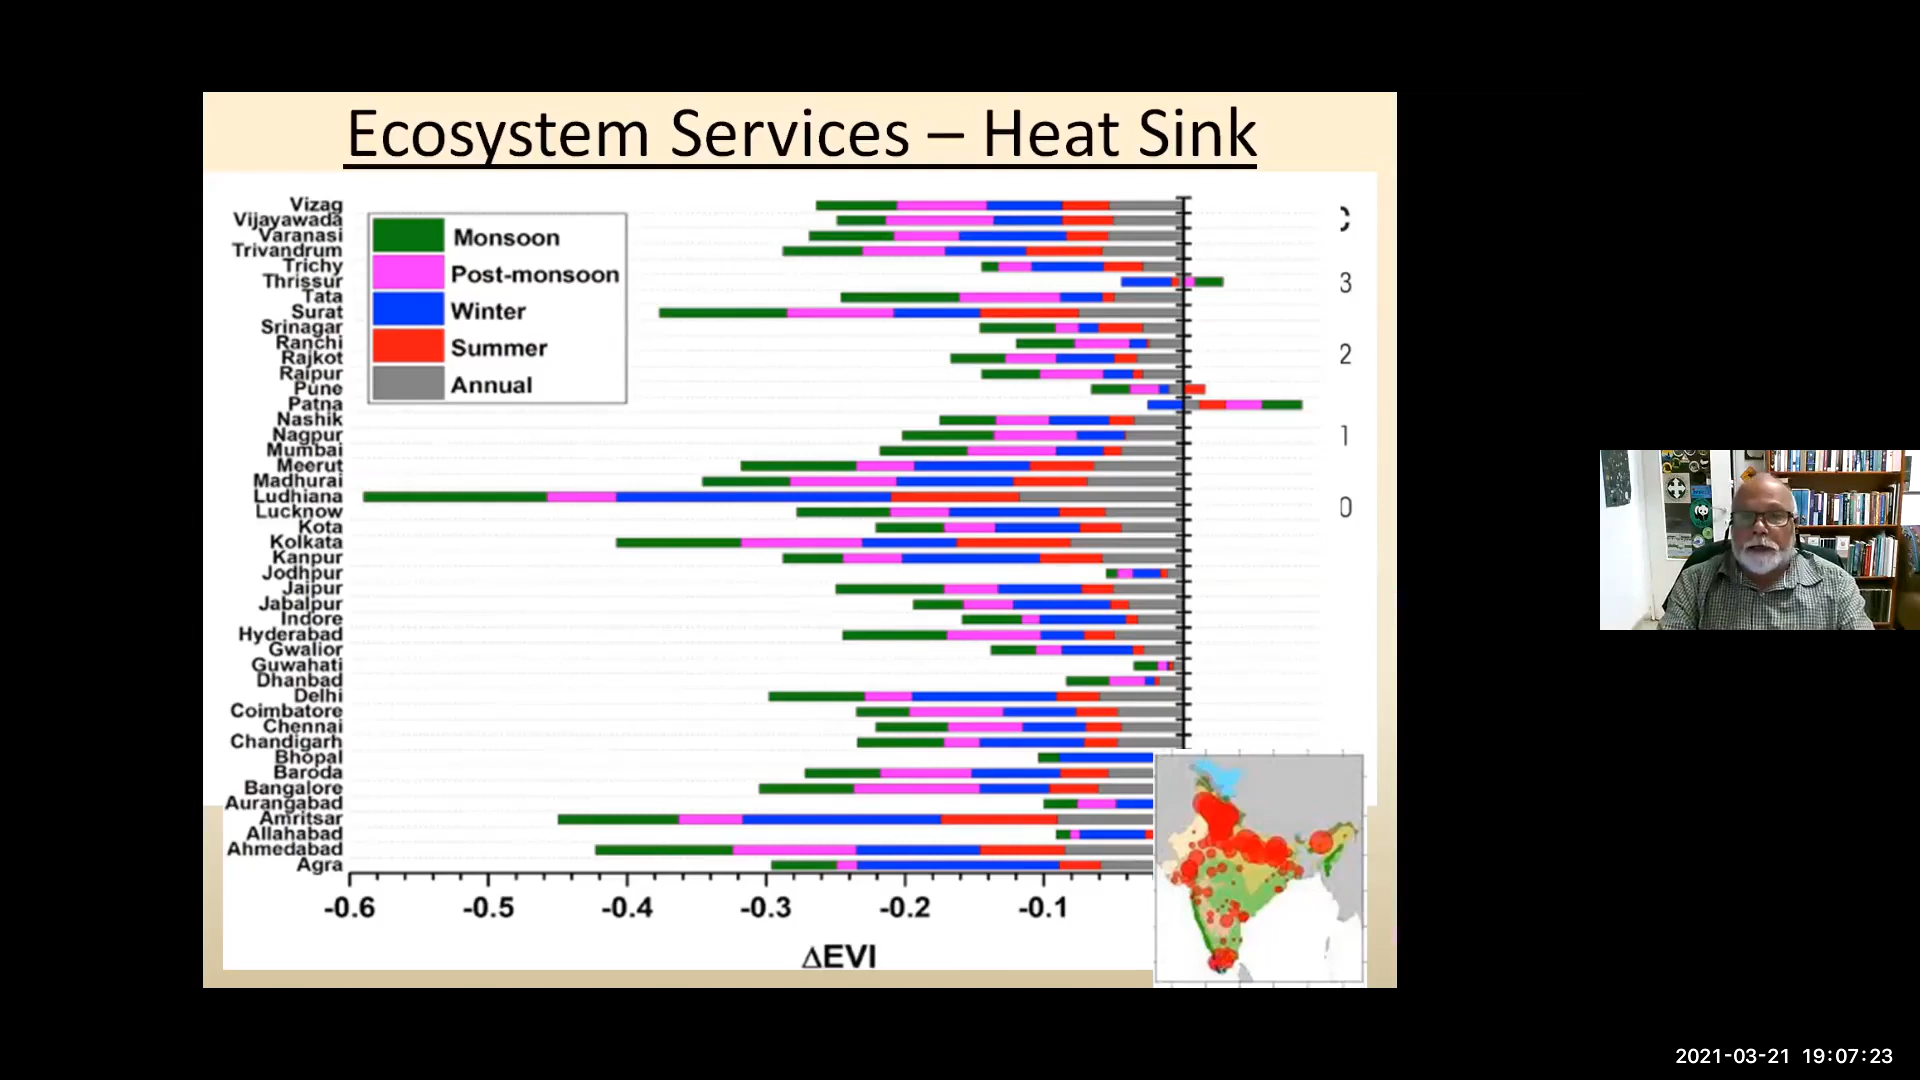 Ecosystem Services – Heat Sink
Vizag
Vijayawada
Varanasi
Trivandrum
Trichy
Thrissur
Tata
Surat
Srinagar
Ranchi
Rajkot
Raipur
Pune
Patna
Nashik
Nagpur
Mumbai
Meerut
Madhurai
Ludhiana
Lucknow
Kota
Kolkata
Kanpur
Jodhpur
Jaipur
Jabalpur
Indore
Hyderabad
Gwalior
Guwahati
Dhanbad
Delhi
Coimbatore
Chennai
Chandigarh
Bhopal
Baroda
Bangalore
Aurangabad
Amritsar
Allahabad
Ahmedabad
Agra
Monsoon
Post-monsoon
Winter
Summer
Annual
3
2
1
0
-0.6 -0.5 -0.4 -0.3 -0.2 -0.1
ΔEVI
2021-03-21 19:07:23